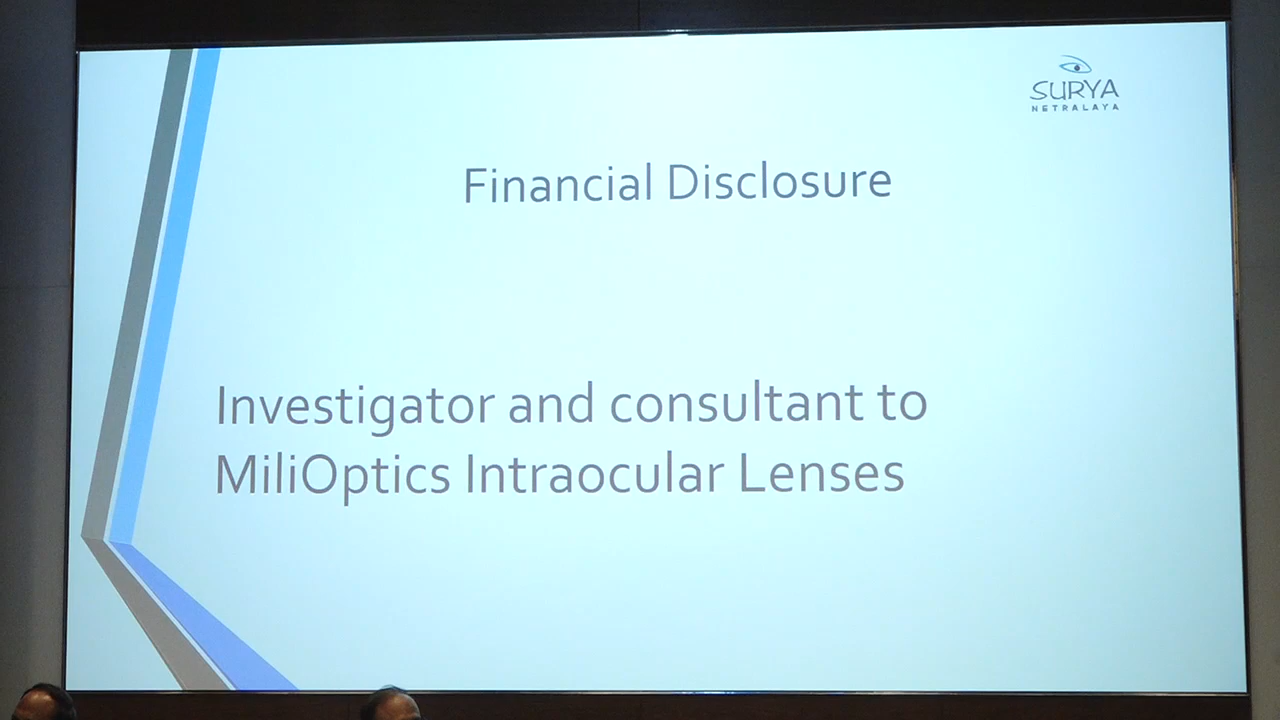 SURYA
NETRALAYA
Financial Disclosure
Investigator and consultant to
MiliOptics Intraocular Lenses